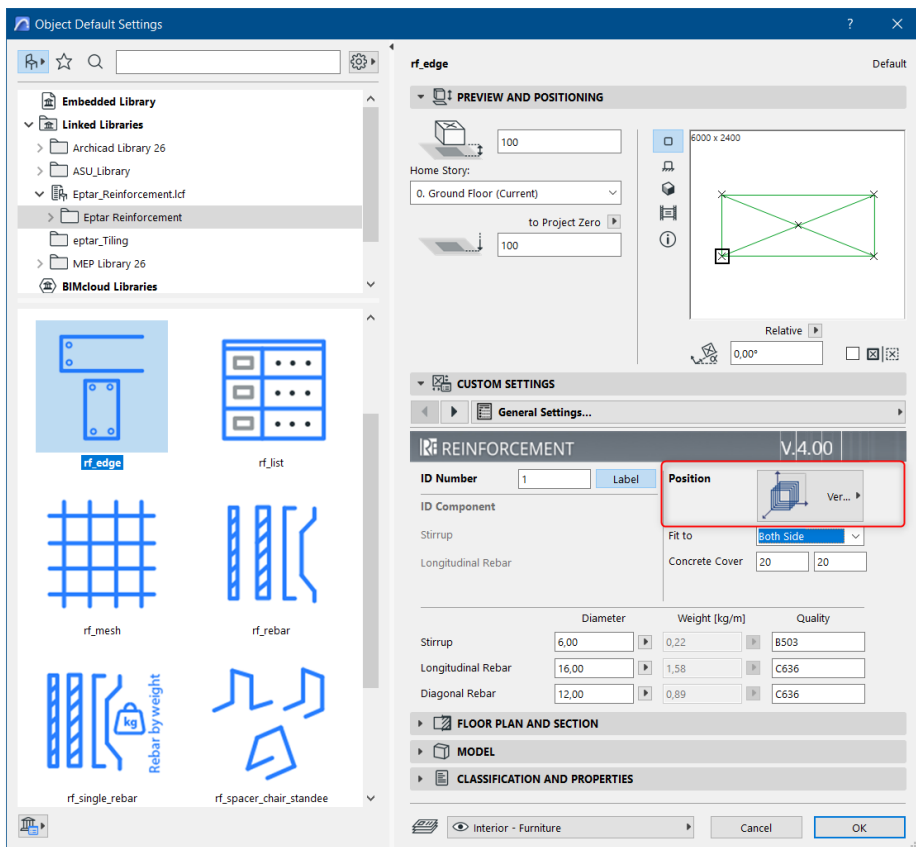 Object Default Settings
?
Embedded Library
Linked Libraries
Archicad Library 26
ASU_Library
Eptar_Reinforcement.lcf
Eptar Reinforcement
eptar_Tiling
MEP Library 26
BIMcloud Libraries
rf_edge
rf_list
rf_mesh
rf_rebar
kg
Rebar by weight
rf_single_rebar
rf_spacer_chair_standee
rf_edge
Default
PREVIEW AND POSITIONING
100
Home Story:
0. Ground Floor (Current)
to Project Zero
100
6000 x 2400
Relative
0,00°
CUSTOM SETTINGS
General Settings...
REINFORCEMENT V.4.00
ID Number 1 Label
ID Component
Stirrup
Longitudinal Rebar
Position Ver...
Fit to Both Side
Concrete Cover 20 20
Diameter Weight [kg/m] Quality
Stirrup 6,00 0,22 B503
Longitudinal Rebar 16,00 1,58 C636
Diagonal Rebar 12,00 0,89 C636
FLOOR PLAN AND SECTION
MODEL
CLASSIFICATION AND PROPERTIES
Interior - Furniture
Cancel
OK